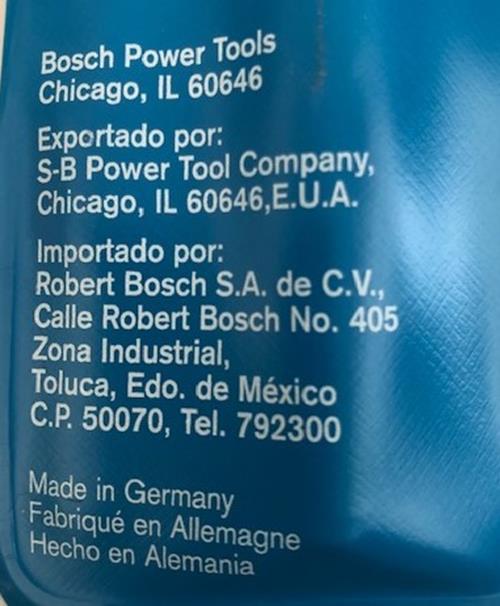 Bosch Power Tools
Chicago, IL 60646
Exportado por:
S-B Power Tool Company,
Chicago, IL 60646,E.U.A.
Importado por:
Robert Bosch S.A. de C.V.,
Calle Robert Bosch No. 405
Zona Industrial,
Toluca, Edo. de México
C.P. 50070, Tel. 792300
Made in Germany
Fabriqué en Allemagne
Hecho en Alemania